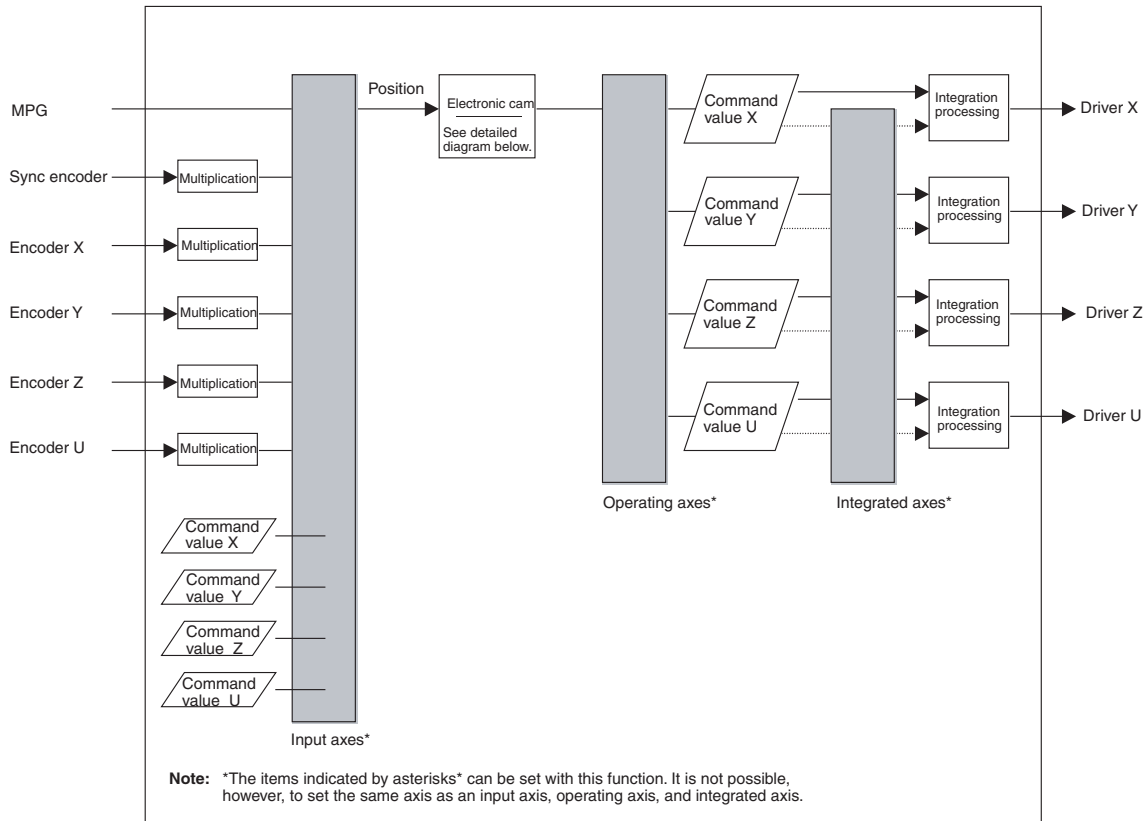 MPG
Sync encoder
Encoder X
Encoder Y
Encoder Z
Encoder U
Multiplication
Multiplication
Multiplication
Multiplication
Multiplication
Command
value X
Command
value Y
Command
value Z
Command
value U
Input axes*
Position
Electronic cam
See detailed
diagram below.
Operating axes*
Command
value X
Command
value Y
Command
value Z
Command
value U
Integrated axes*
Integration
processing
Integration
processing
Integration
processing
Integration
processing
Driver X
Driver Y
Driver Z
Driver U
Note: *The items indicated by asterisks* can be set with this function. It is not possible,
however, to set the same axis as an input axis, operating axis, and integrated axis.